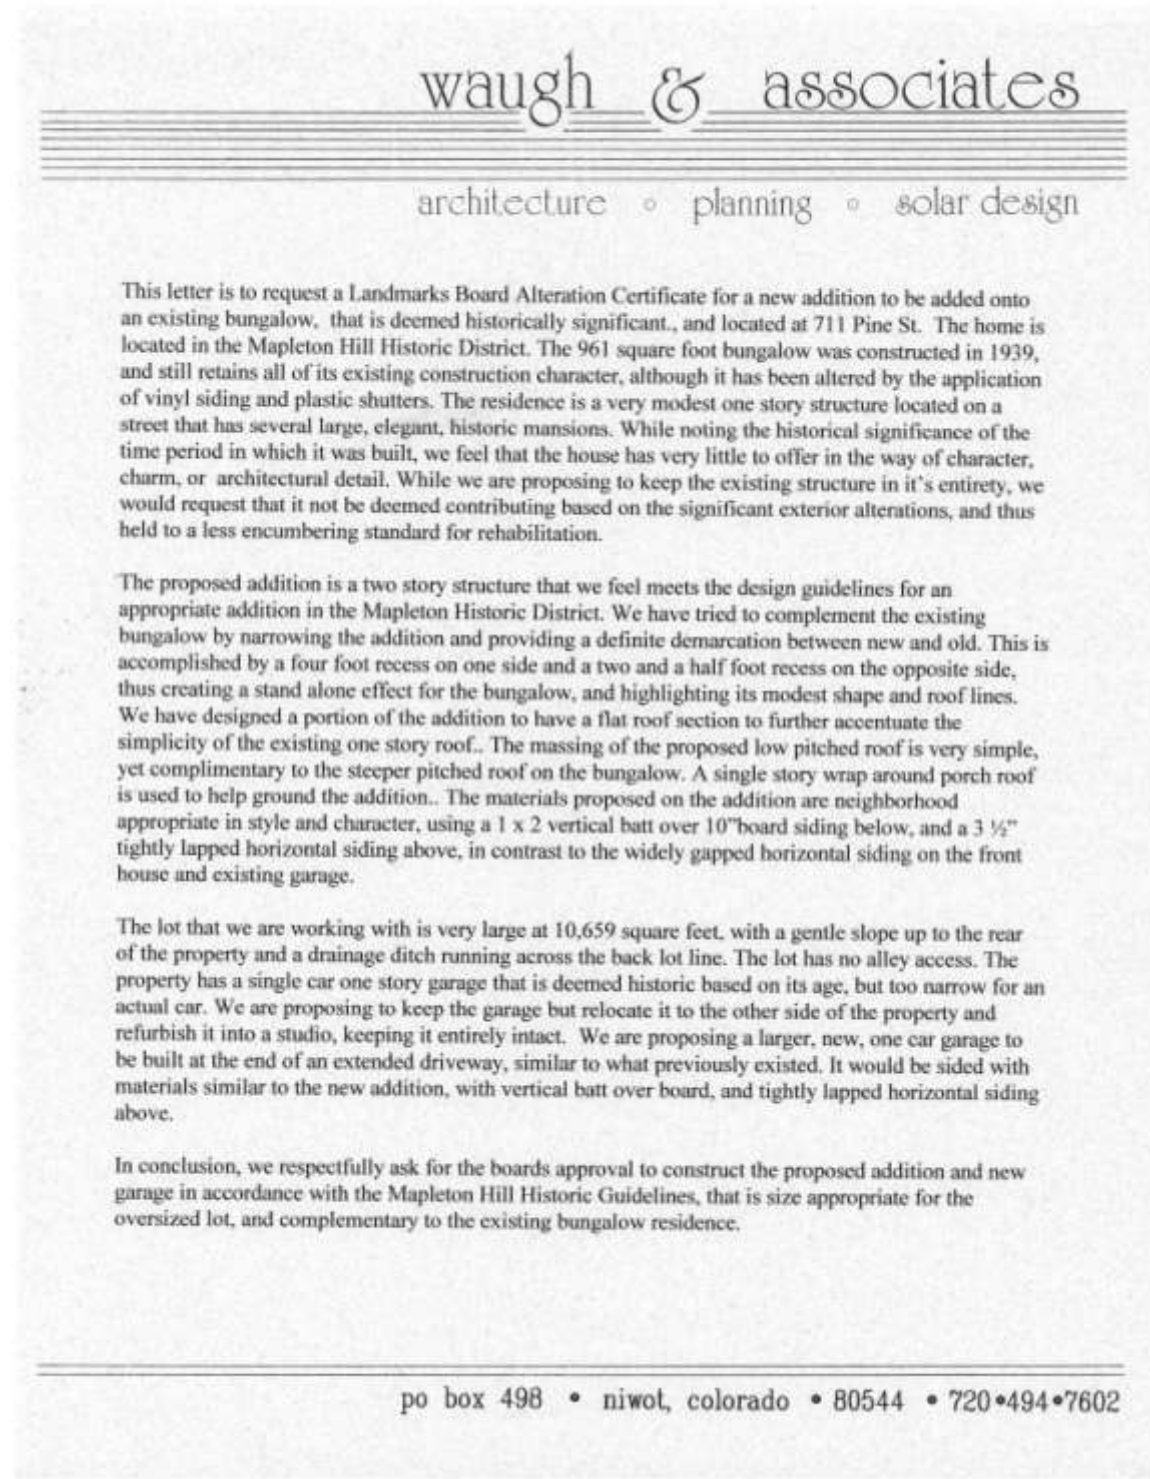 waugh & associates
architecture ∘ planning ∘ solar design
This letter is to request a Landmarks Board Alteration Certificate for a new addition to be added onto
an existing bungalow, that is deemed historically significant., and located at 711 Pine St. The home is
located in the Mapleton Hill Historic District. The 961 square foot bungalow was constructed in 1939,
and still retains all of its existing construction character, although it has been altered by the application
of vinyl siding and plastic shutters. The residence is a very modest one story structure located on a
street that has several large, elegant, historic mansions. While noting the historical significance of the
time period in which it was built, we feel that the house has very little to offer in the way of character,
charm, or architectural detail. While we are proposing to keep the existing structure in it's entirety, we
would request that it not be deemed contributing based on the significant exterior alterations, and thus
held to a less encumbering standard for rehabilitation.
The proposed addition is a two story structure that we feel meets the design guidelines for an
appropriate addition in the Mapleton Historic District. We have tried to complement the existing
bungalow by narrowing the addition and providing a definite demarcation between new and old. This is
accomplished by a four foot recess on one side and a two and a half foot recess on the opposite side,
thus creating a stand alone effect for the bungalow, and highlighting its modest shape and roof lines.
We have designed a portion of the addition to have a flat roof section to further accentuate the
simplicity of the existing one story roof.. The massing of the proposed low pitched roof is very simple,
yet complimentary to the steeper pitched roof on the bungalow. A single story wrap around porch roof
is used to help ground the addition.. The materials proposed on the addition are neighborhood
appropriate in style and character, using a 1 x 2 vertical batt over 10"board siding below, and a 3 ½"
tightly lapped horizontal siding above, in contrast to the widely gapped horizontal siding on the front
house and existing garage.
The lot that we are working with is very large at 10,659 square feet, with a gentle slope up to the rear
of the property and a drainage ditch running across the back lot line. The lot has no alley access. The
property has a single car one story garage that is deemed historic based on its age, but too narrow for an
actual car. We are proposing to keep the garage but relocate it to the other side of the property and
refurbish it into a studio, keeping it entirely intact. We are proposing a larger, new, one car garage to
be built at the end of an extended driveway, similar to what previously existed. It would be sided with
materials similar to the new addition, with vertical batt over board, and tightly lapped horizontal siding
above.
In conclusion, we respectfully ask for the boards approval to construct the proposed addition and new
garage in accordance with the Mapleton Hill Historic Guidelines, that is size appropriate for the
oversized lot, and complementary to the existing bungalow residence.
po box 498 • niwot, colorado • 80544 • 720•494•7602